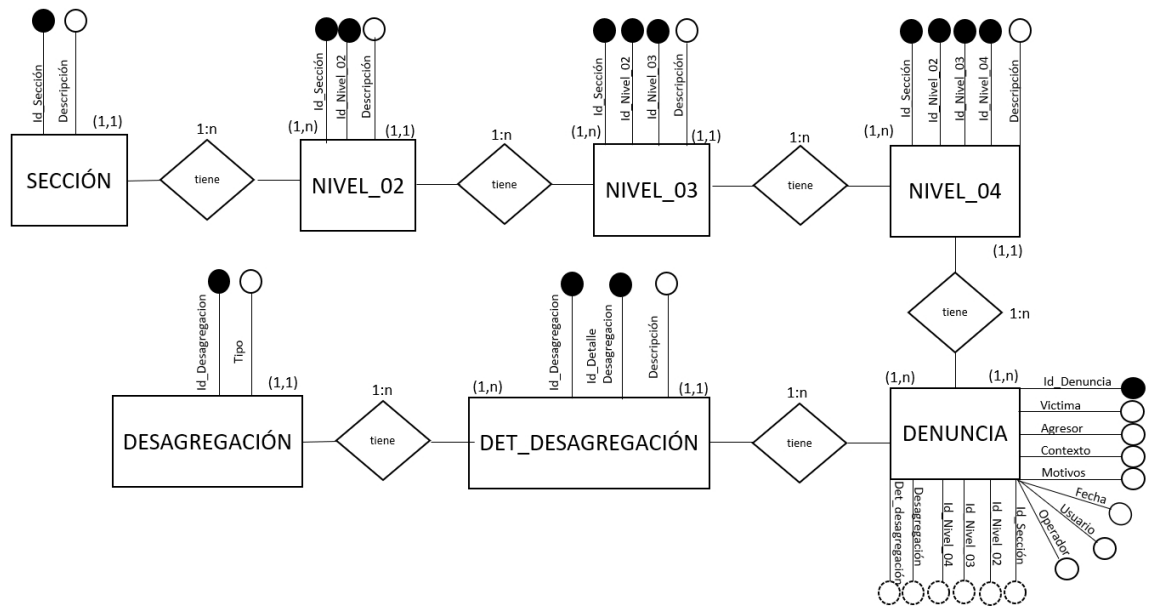 Id_Sección
Descripción
(1,1)
SECCIÓN
1:n
tiene
Id_Sección
Id_Nivel_02
Descripción
(1,n)
(1,1)
NIVEL_02
1:n
tiene
Id_Sección
Id_Nivel_02
Id_Nivel_03
Descripción
(1,n)
(1,1)
NIVEL_03
1:n
tiene
Id_Sección
Id_Nivel_02
Id_Nivel_03
Id_Nivel_04
Descripción
(1,n)
NIVEL_04
(1,1)
tiene
1:n
Id_Desagregacion
Tipo
(1,1)
DESAGREGACIÓN
1:n
tiene
Id_Desagregacion
Id_Detalle
Desagregacion
Descripción
(1,n)
(1,1)
DET_DESAGREGACIÓN
1:n
tiene
(1,n)
(1,n)
DENUNCIA
Id_Denuncia
Victima
Agresor
Contexto
Motivos
Fecha
Usuario
Operador
Det_desagregación
Desagregación
Id_Nivel_04
Id_Nivel_03
Id_Nivel_02
Id_Sección